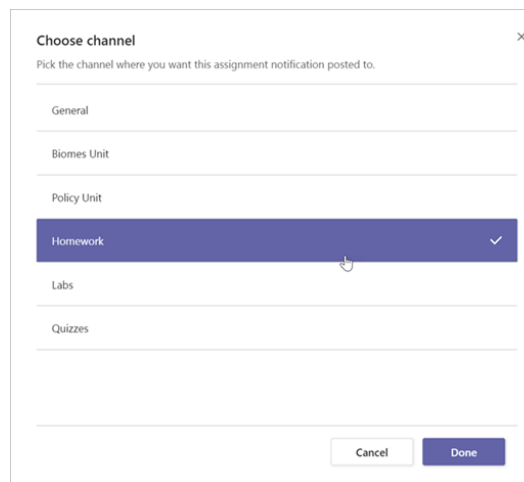 Choose channel
Pick the channel where you want this assignment notification posted to.
General
Biomes Unit
Policy Unit
Homework
Labs
Quizzes
Cancel Done